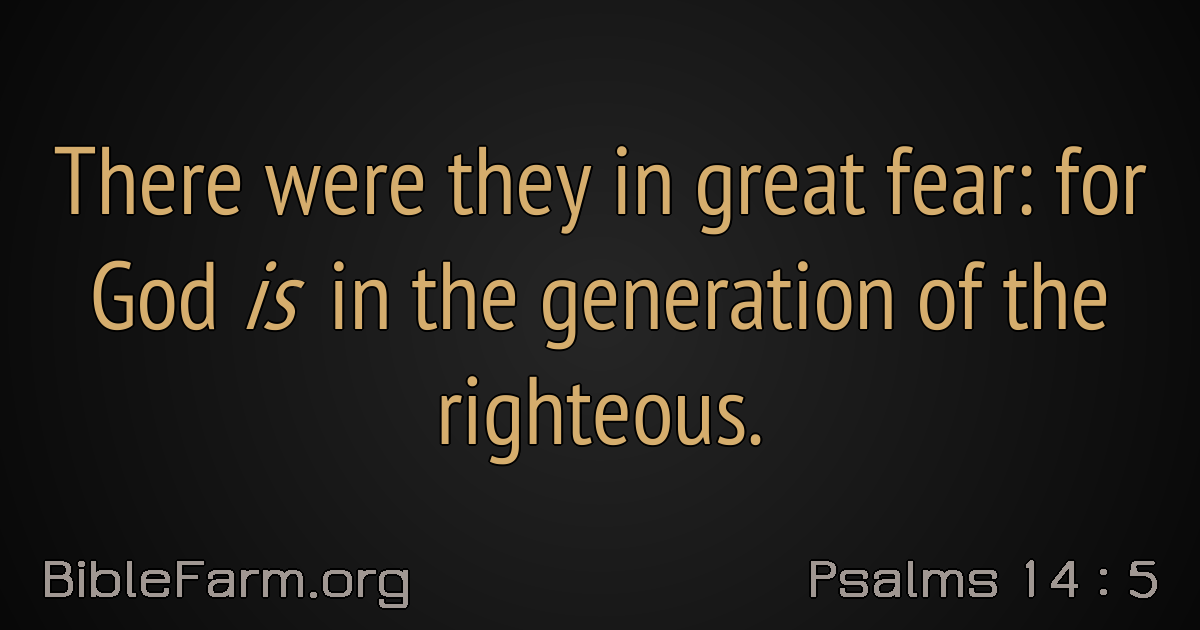 There were they in great fear: for
God is in the generation of the
righteous.
BibleFarm.org
Psalms 14 : 5